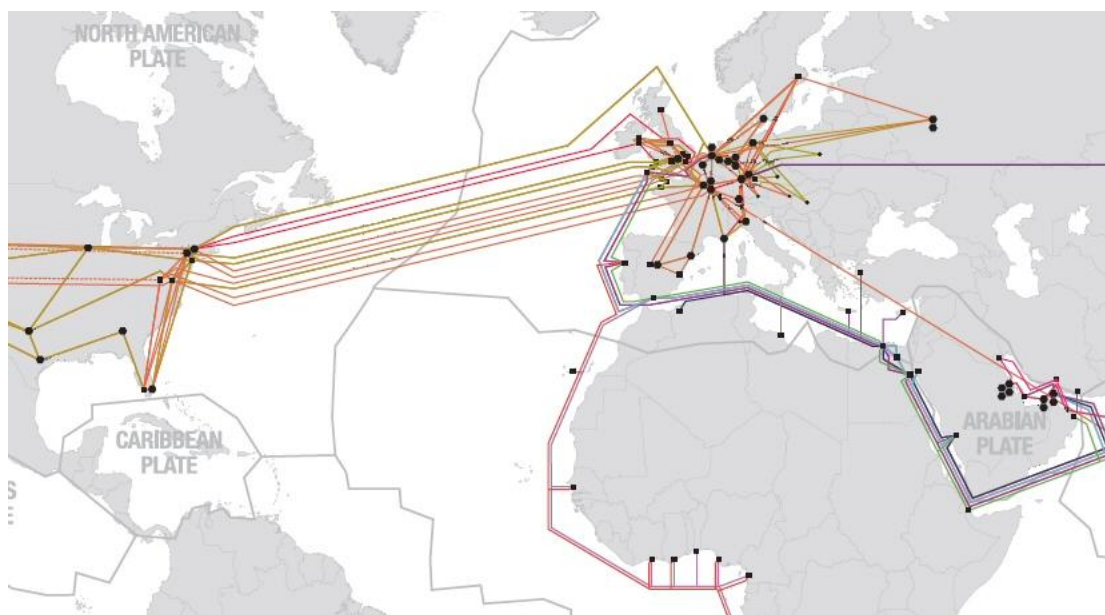 NORTH AMERICAN
PLATE
CARIBBEAN
PLATE
ARABIAN
PLATE
S
E